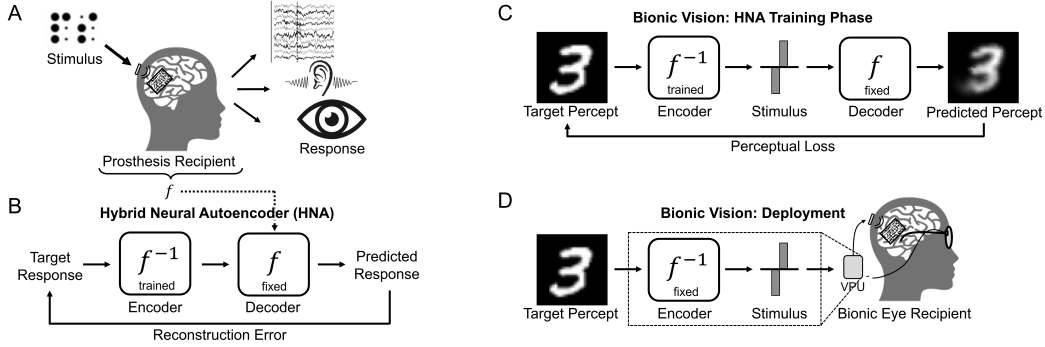 A
Stimulus
Response
Prosthesis Recipient
f
B
Hybrid Neural Autoencoder (HNA)
Target
Response
f⁻¹
trained
Encoder
f
fixed
Decoder
Predicted
Response
Reconstruction Error
C
Bionic Vision: HNA Training Phase
3
Target Percept
f⁻¹
trained
Encoder
Stimulus
f
fixed
Decoder
3
Predicted Percept
Perceptual Loss
D
Bionic Vision: Deployment
3
Target Percept
f⁻¹
fixed
Encoder
Stimulus
VPU
Bionic Eye Recipient